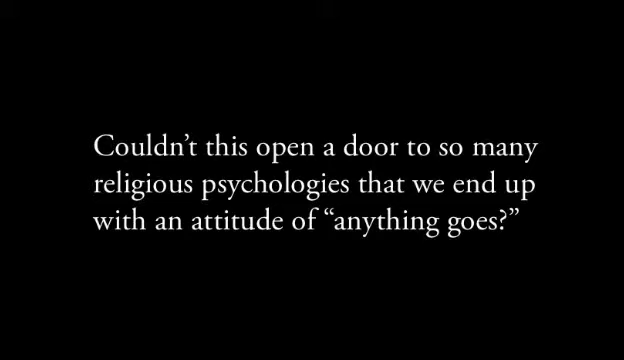 Couldn’t this open a door to so many
religious psychologies that we end up
with an attitude of “anything goes?”